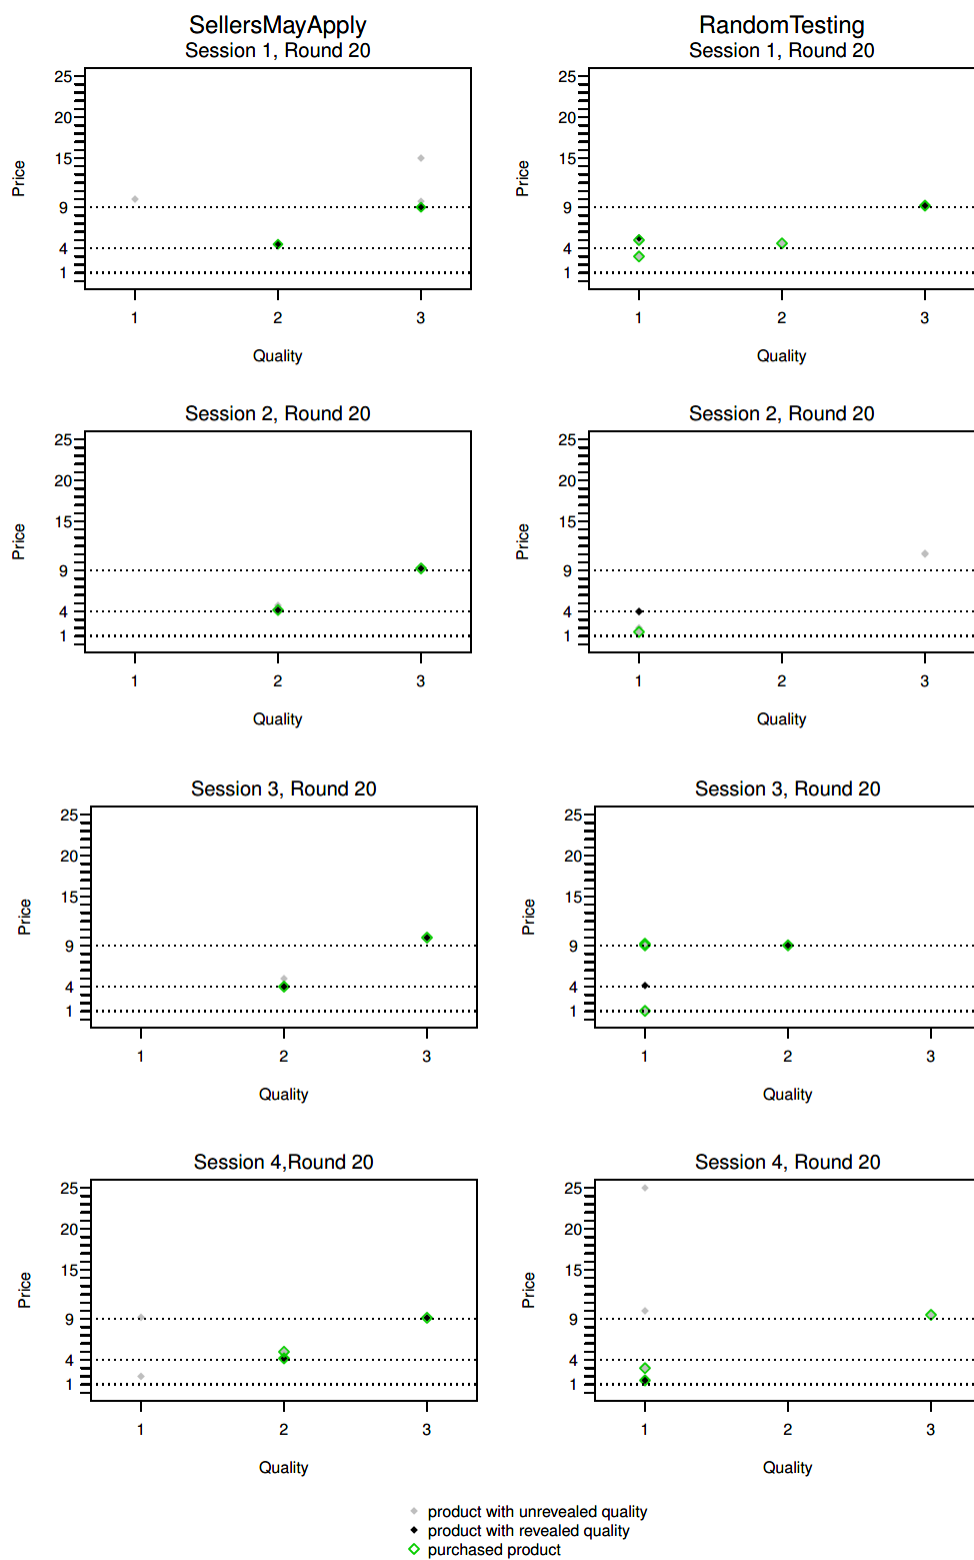 SellersMayApply
Session 1, Round 20
25
20
15
9
4
1
Price
1 2 3
Quality
RandomTesting
Session 1, Round 20
25
20
15
9
4
1
Price
1 2 3
Quality
Session 2, Round 20
25
20
15
9
4
1
Price
1 2 3
Quality
Session 2, Round 20
25
20
15
9
4
1
Price
1 2 3
Quality
Session 3, Round 20
25
20
15
9
4
1
Price
1 2 3
Quality
Session 3, Round 20
25
20
15
9
4
1
Price
1 2 3
Quality
Session 4,Round 20
25
20
15
9
4
1
Price
1 2 3
Quality
Session 4, Round 20
25
20
15
9
4
1
Price
1 2 3
Quality
product with unrevealed quality
product with revealed quality
purchased product